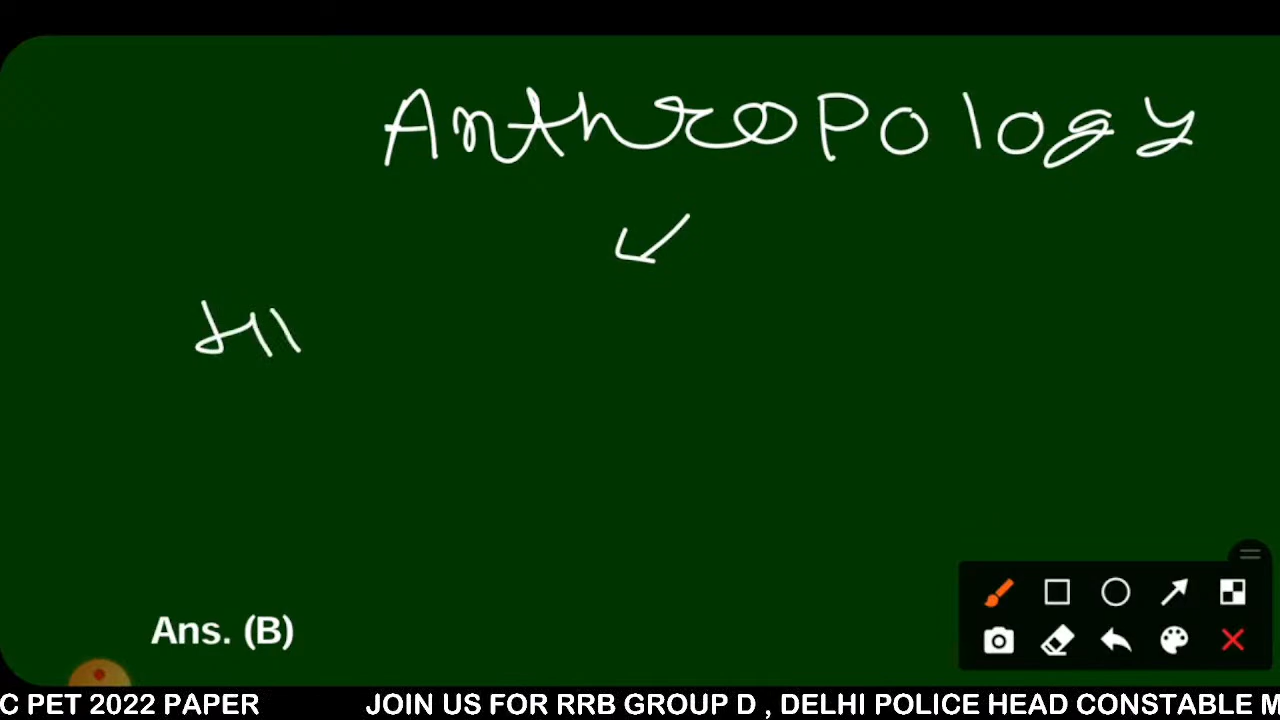 AnthroPology
Ans. (B)
C PET 2022 PAPER JOIN US FOR RRB GROUP D , DELHI POLICE HEAD CONSTABLE M